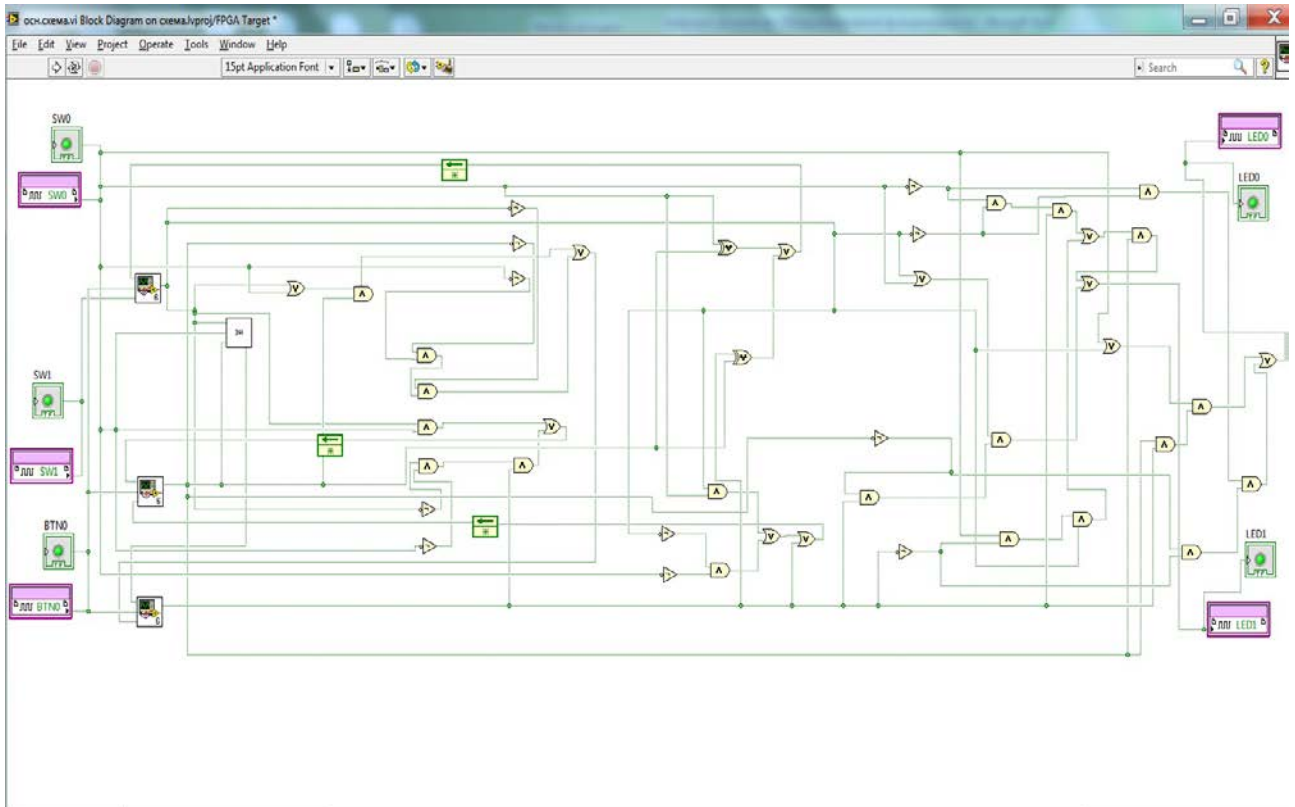 осн.схема.vi Block Diagram on схема.lvproj/FPGA Target *
File Edit View Project Operate Tools Window Help
15pt Application Font
Search
SW0
SW0
SW1
SW1
BTN0
BTN0
LED0
LED0
LED1
LED1